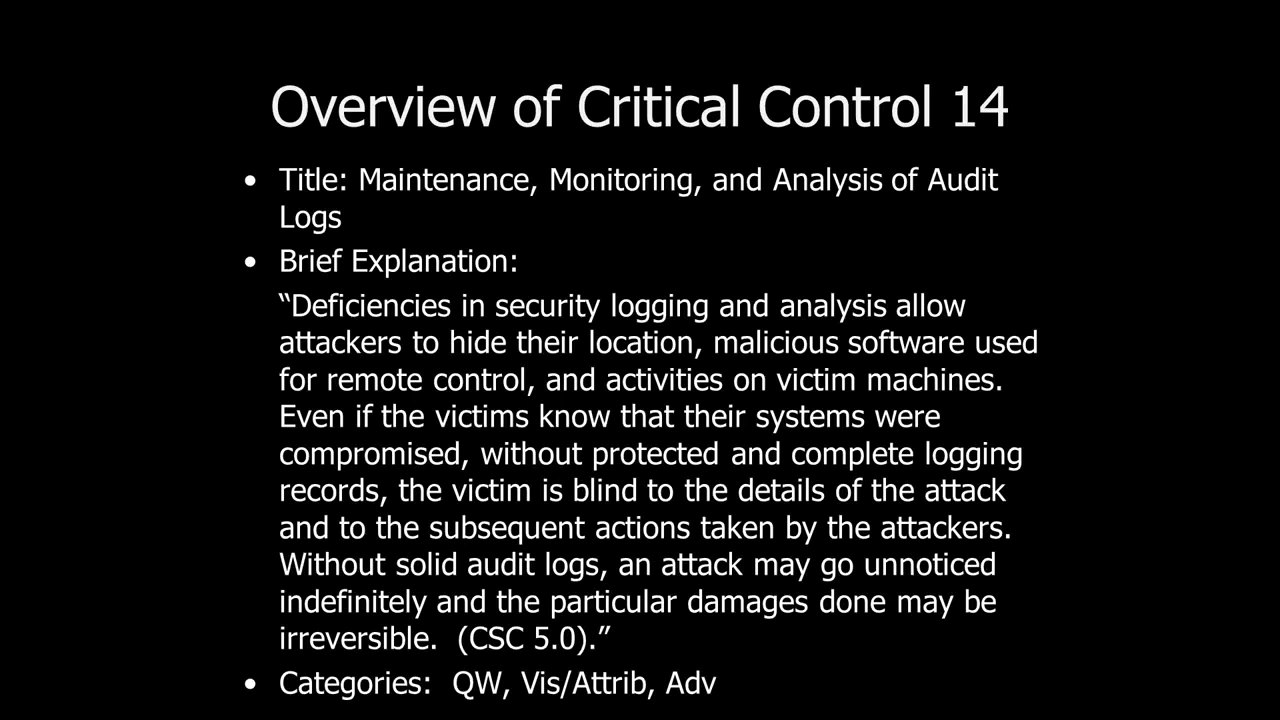 Overview of Critical Control 14
• Title: Maintenance, Monitoring, and Analysis of Audit
Logs
• Brief Explanation:
“Deficiencies in security logging and analysis allow
attackers to hide their location, malicious software used
for remote control, and activities on victim machines.
Even if the victims know that their systems were
compromised, without protected and complete logging
records, the victim is blind to the details of the attack
and to the subsequent actions taken by the attackers.
Without solid audit logs, an attack may go unnoticed
indefinitely and the particular damages done may be
irreversible.  (CSC 5.0).”
• Categories:  QW, Vis/Attrib, Adv